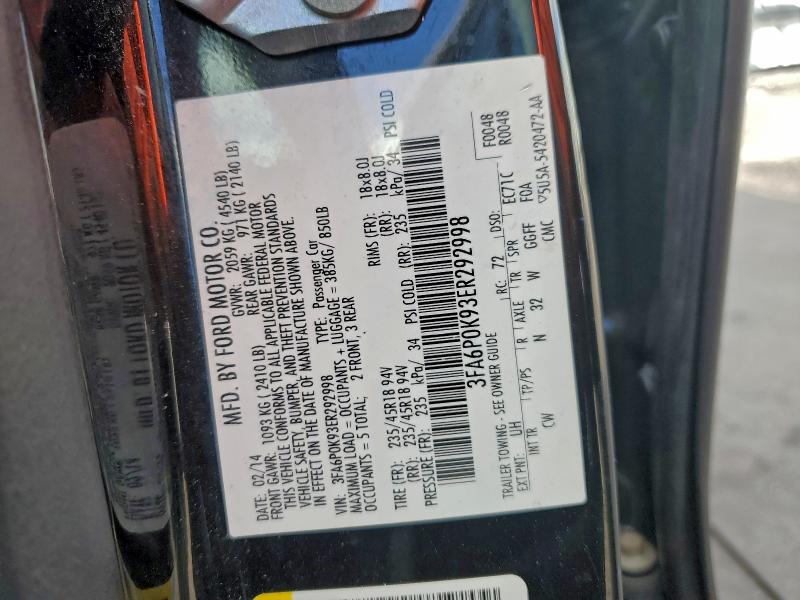 MFD. BY FORD MOTOR CO.
DATE: 02/14 GVWR: 2059 KG ( 4540 LB)
FRONT GAWR: 1093 KG (2410 LB) REAR GAWR: 971 KG ( 2140 LB)
THIS VEHICLE CONFORMS TO ALL APPLICABLE FEDERAL MOTOR
VEHICLE SAFETY, BUMPER, AND THEFT PREVENTION STANDARDS
IN EFFECT ON THE DATE OF MANUFACTURE SHOWN ABOVE.
VIN: 3FA6P0K93ER292998 TYPE: Passenger Car
MAXIMUM LOAD = OCCUPANTS + LUGGAGE = 385KG/ 850LB
OCCUPANTS = 5 TOTAL; 2 FRONT, 3 REAR
TIRE (FR): 235/45R18 94V RIMS (FR): 18x8.0J
(RR): 235/45R18 94V (RR): 18x8.0J
PRESSURE (FR): 235 kPa/ 34 PSI COLD (RR): 235 kPa/ 34 PSI COLD
3FA6P0K93ER292998
TRAILER TOWING - SEE OWNER GUIDE F0048
EXT PNT: UH RC: 72 DSO: EC71C R0048
INT TR TP/PS R AXLE TR SPR F0A
CW N 32 W GGFF CMC ▽5U5A-5420472-AA